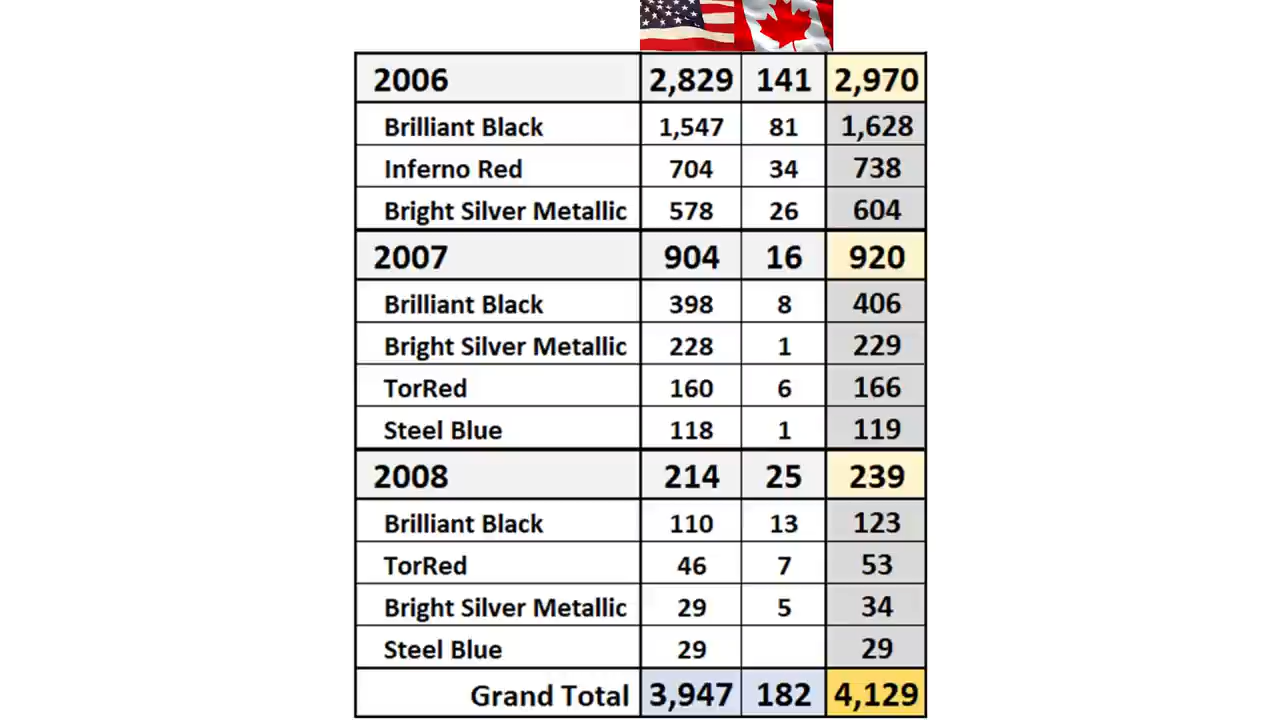 2006 2,829 141 2,970
Brilliant Black 1,547 81 1,628
Inferno Red 704 34 738
Bright Silver Metallic 578 26 604
2007 904 16 920
Brilliant Black 398 8 406
Bright Silver Metallic 228 1 229
TorRed 160 6 166
Steel Blue 118 1 119
2008 214 25 239
Brilliant Black 110 13 123
TorRed 46 7 53
Bright Silver Metallic 29 5 34
Steel Blue 29 29
Grand Total 3,947 182 4,129